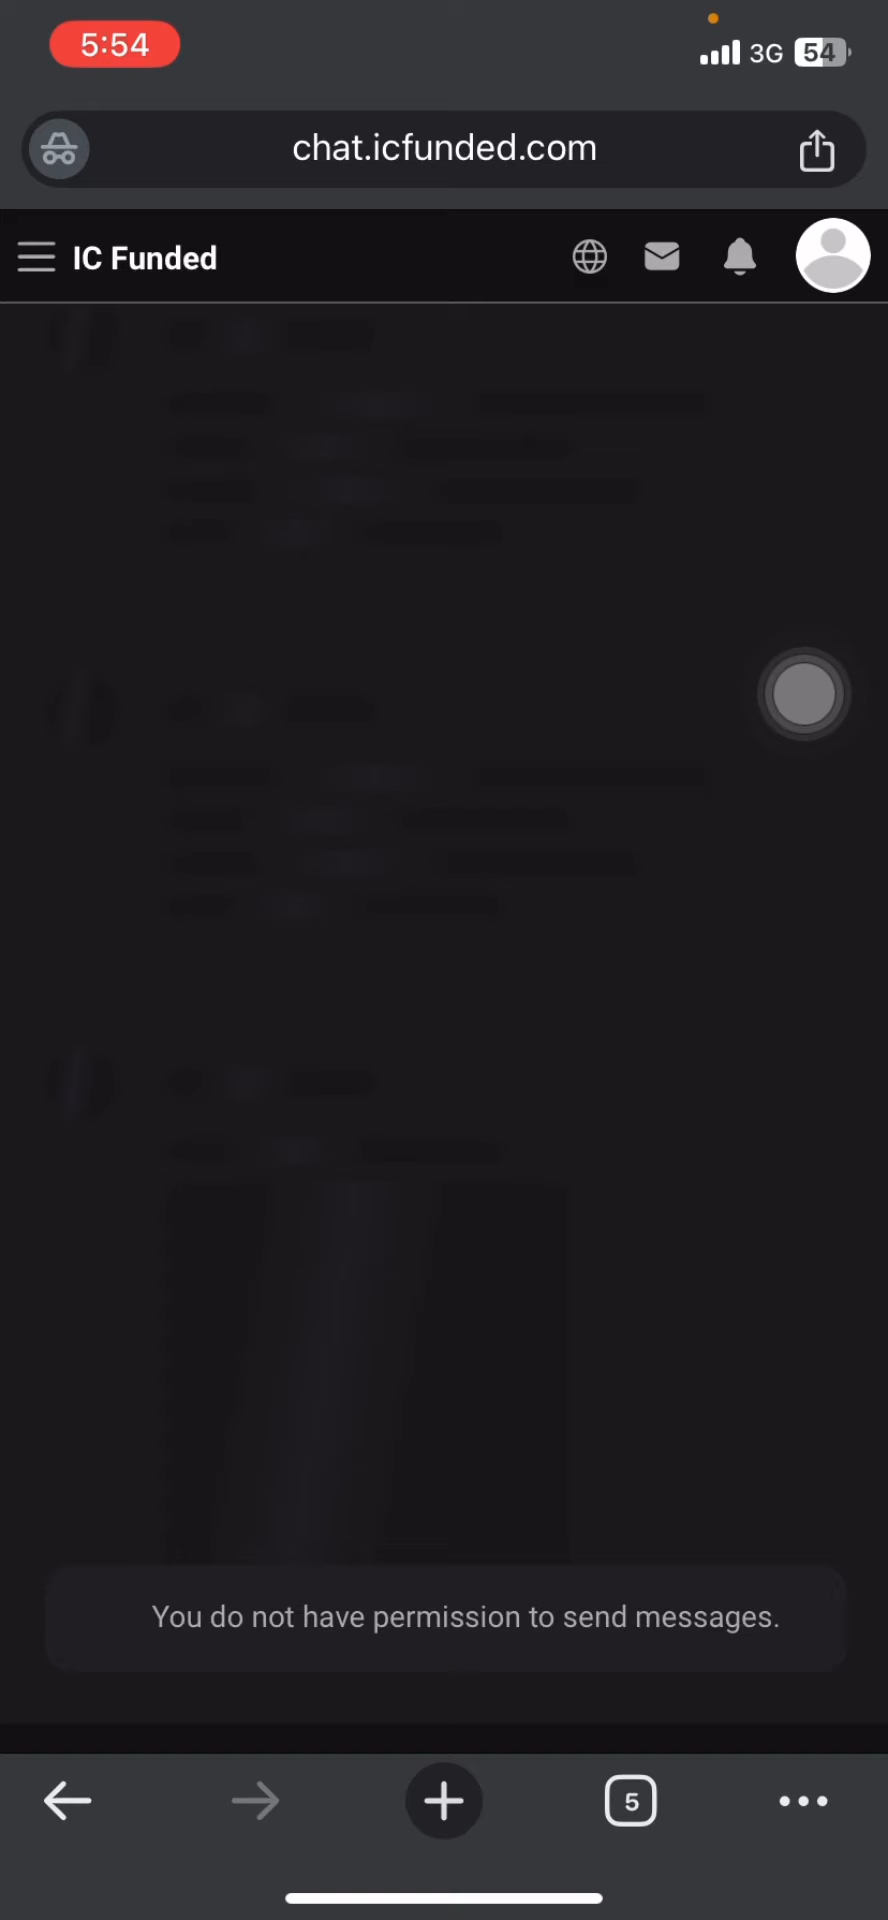 5:54
3G 54
chat.icfunded.com
IC Funded
You do not have permission to send messages.
5